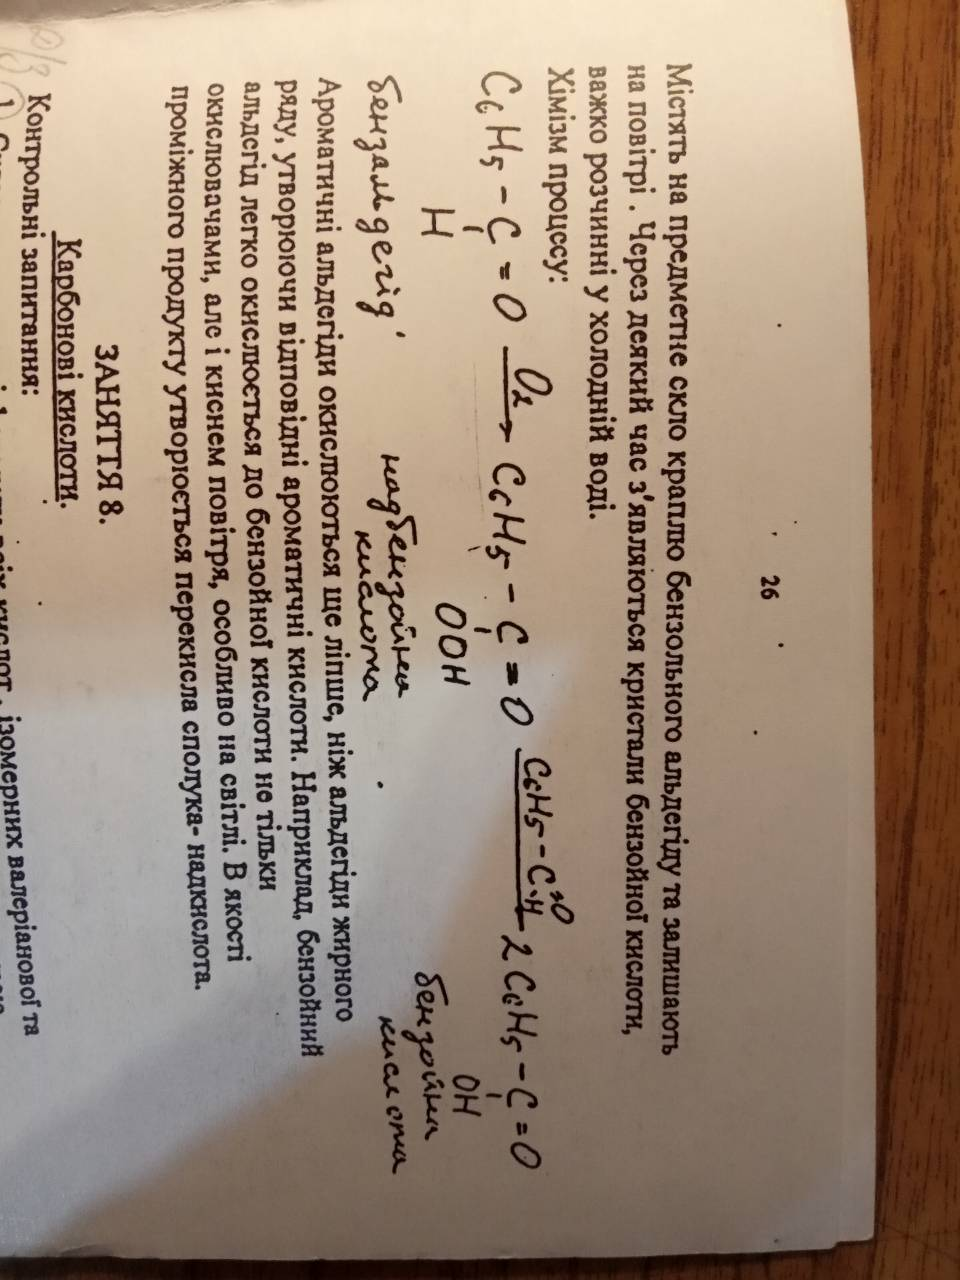 26
Містять на предметне скло краплю бензольного альдегіду та залишають
на повітрі . Через деякий час з'являються кристали бензойної кислоти,
важко розчинні у холодній воді.
Хімізм процесу:
C6H5-C=O O2→ C6H5-C=O C6H5-C=O-H 2C6H5-C=O
H OOH OH
бензальдегід надбензойна кислота бензойна кислота
Ароматичні альдегіди окислюються ще ліпше, ніж альдегіди жирного
ряду, утворюючи відповідні ароматичні кислоти. Наприклад, бензойний
альдегід легко окислюється до бензойної кислоти не тільки
окислювачами, але і киснем повітря, особливо на світлі. В якості
проміжного продукту утворюється перекисла сполука- надкислота.
ЗАНЯТТЯ 8.
Карбонові кислоти.
Д/з Контрольні запитання:
1. кислот , ізомерних валеріанової та